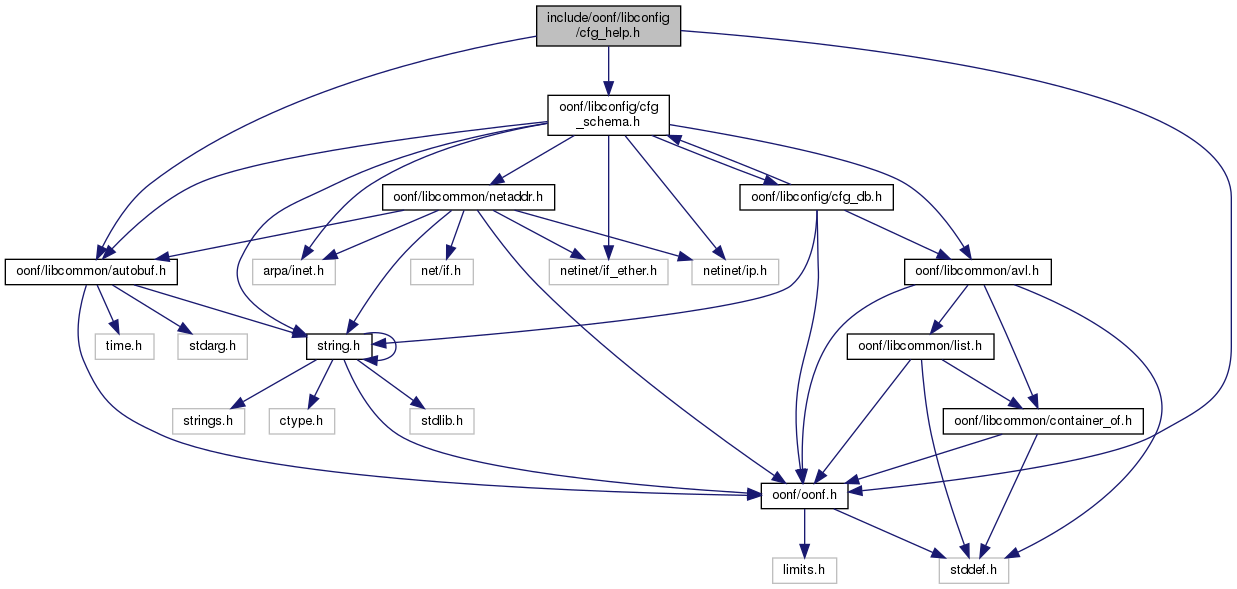 include/oonf/libconfig
/cfg_help.h
oonf/libconfig/cfg
_schema.h
oonf/libcommon/netaddr.h
oonf/libconfig/cfg_db.h
oonf/libcommon/autobuf.h
arpa/inet.h
net/if.h
netinet/if_ether.h
netinet/ip.h
oonf/libcommon/avl.h
time.h
stdarg.h
string.h
oonf/libcommon/list.h
strings.h
ctype.h
stdlib.h
oonf/libcommon/container_of.h
oonf/oonf.h
limits.h
stddef.h